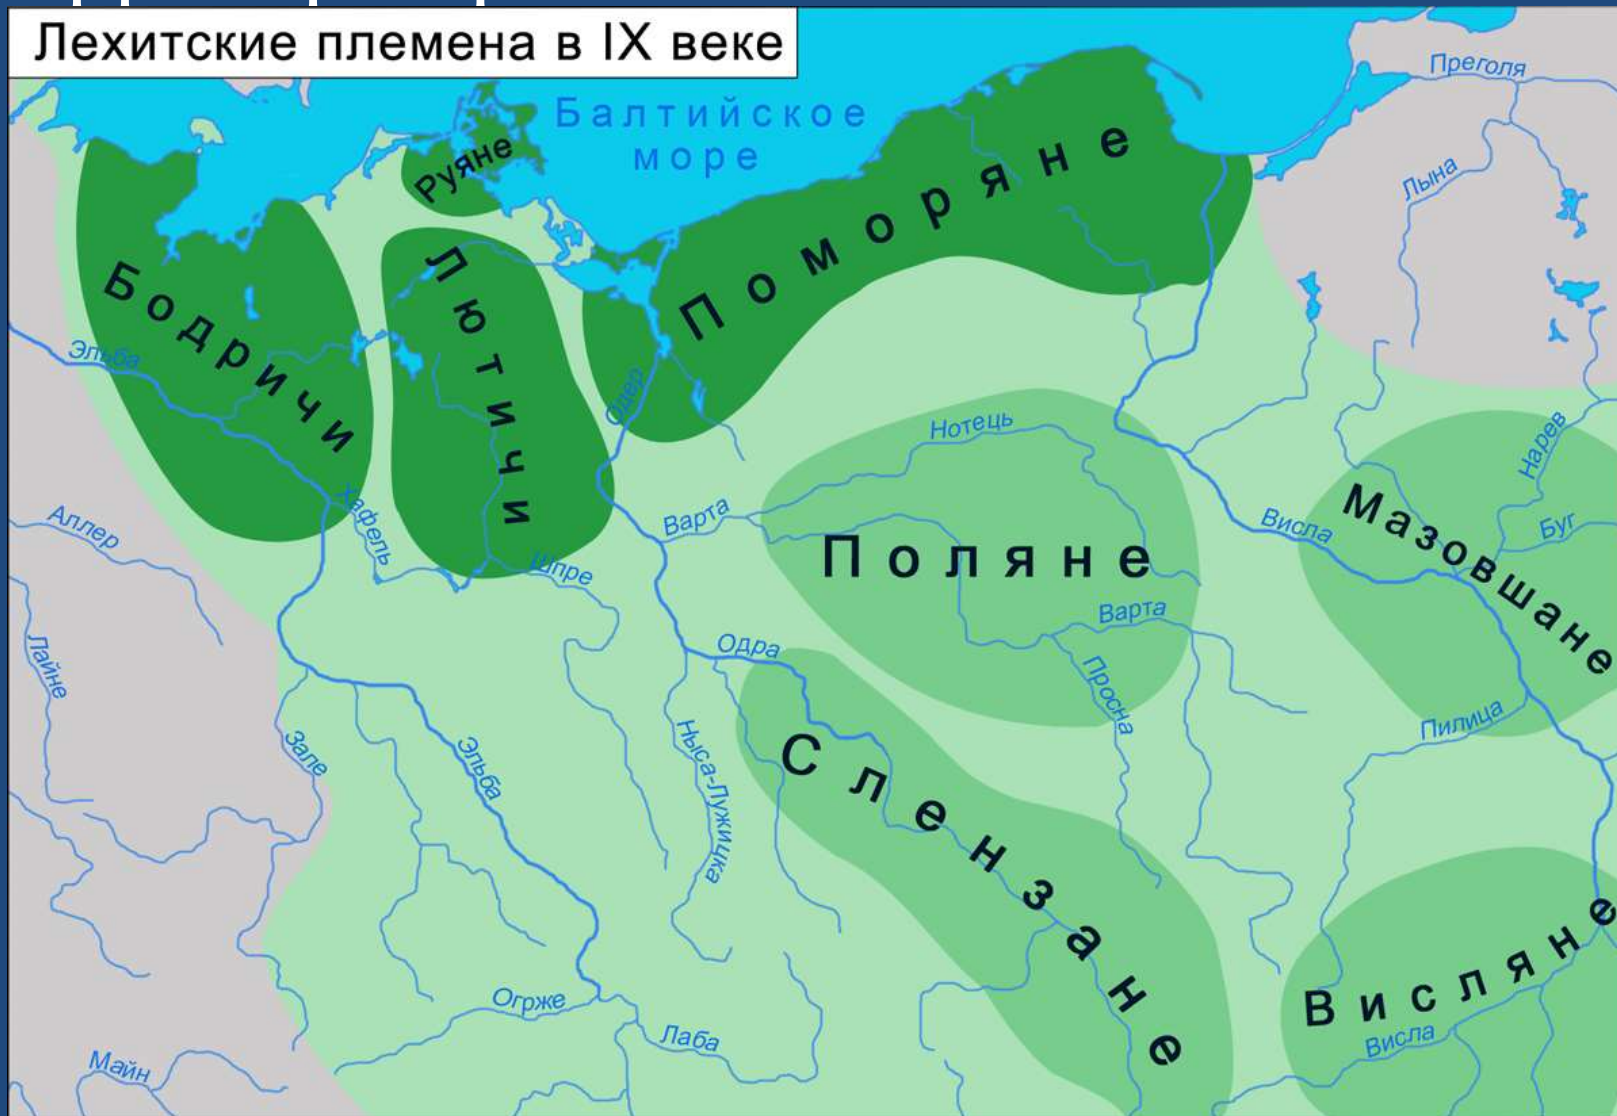 Лехитские племена в IX веке
Преголя
Балтийское
море
Руяне
Поморяне
Лына
Бодричи
Лютичи
Эльба
Одер
Нотець
Нарев
Мазовшане
Хафель
Варта
Висла
Буг
Аллер
Шпре
Поляне
Варта
Лайне
Одра
Просна
Пилица
Зале
Эльба
Ныса-Лужицка
Слензане
Висляне
Огрже
Лаба
Висла
Майн